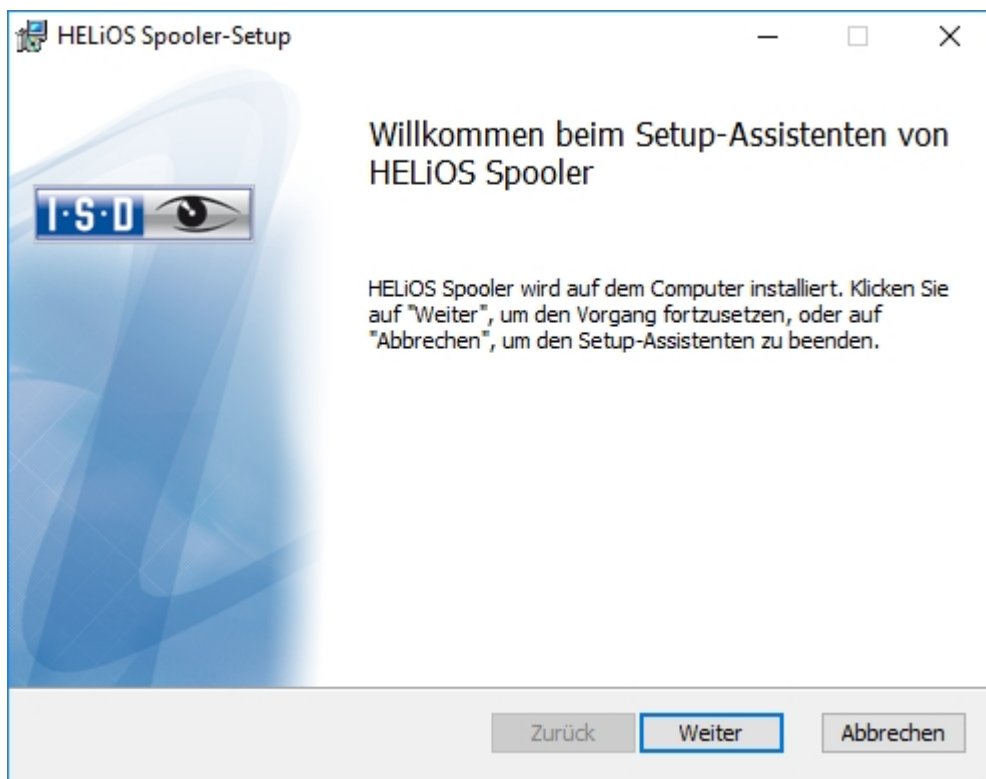 HELiOS Spooler-Setup
Willkommen beim Setup-Assistenten von
HELiOS Spooler
I·S·D
HELiOS Spooler wird auf dem Computer installiert. Klicken Sie
auf "Weiter", um den Vorgang fortzusetzen, oder auf
"Abbrechen", um den Setup-Assistenten zu beenden.
Zurück Weiter Abbrechen